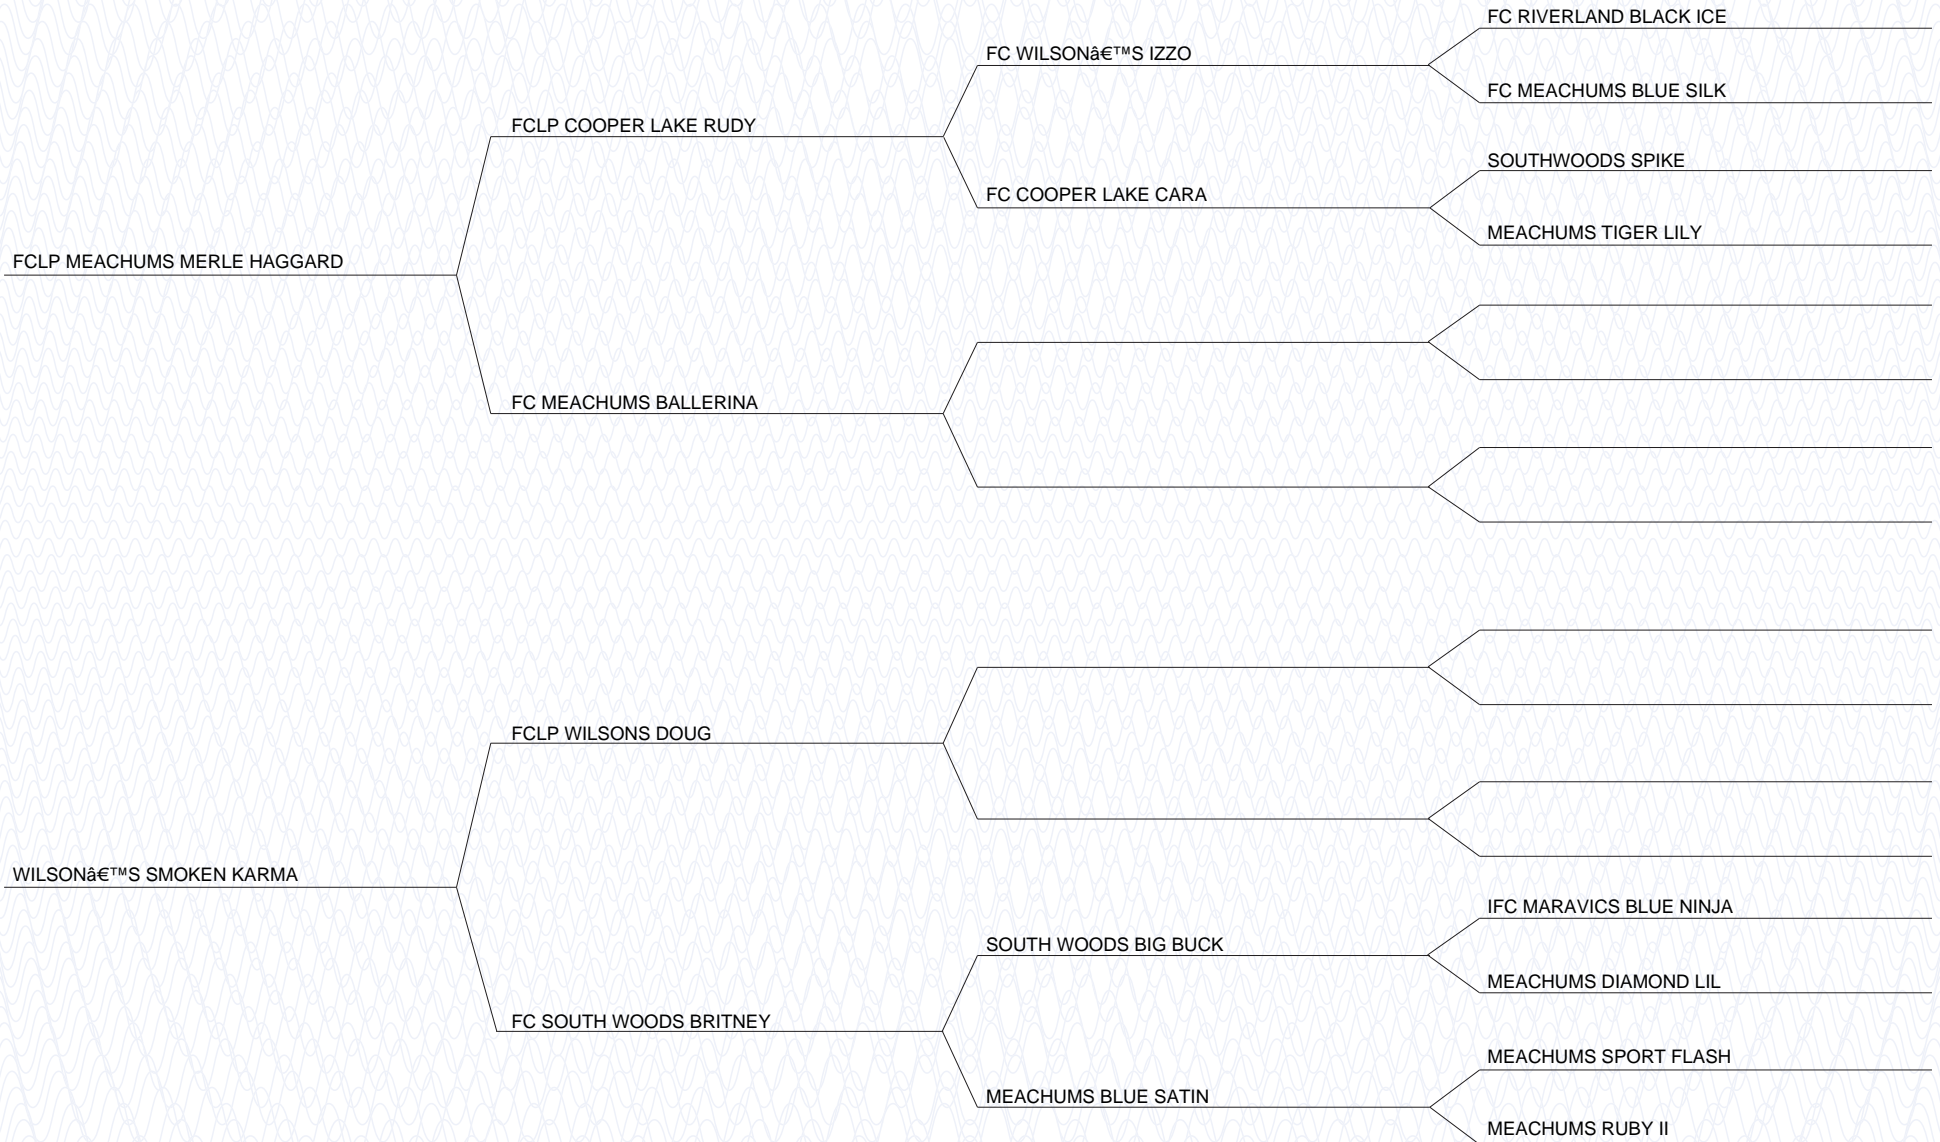 FC RIVERLAND BLACK ICE
FC WILSONâ€™S IZZO
FC MEACHUMS BLUE SILK
FCLP COOPER LAKE RUDY
SOUTHWOODS SPIKE
FC COOPER LAKE CARA
MEACHUMS TIGER LILY
FCLP MEACHUMS MERLE HAGGARD
FC MEACHUMS BALLERINA
FCLP WILSONS DOUG
WILSONâ€™S SMOKEN KARMA
IFC MARAVICS BLUE NINJA
SOUTH WOODS BIG BUCK
MEACHUMS DIAMOND LIL
FC SOUTH WOODS BRITNEY
MEACHUMS SPORT FLASH
MEACHUMS BLUE SATIN
MEACHUMS RUBY II